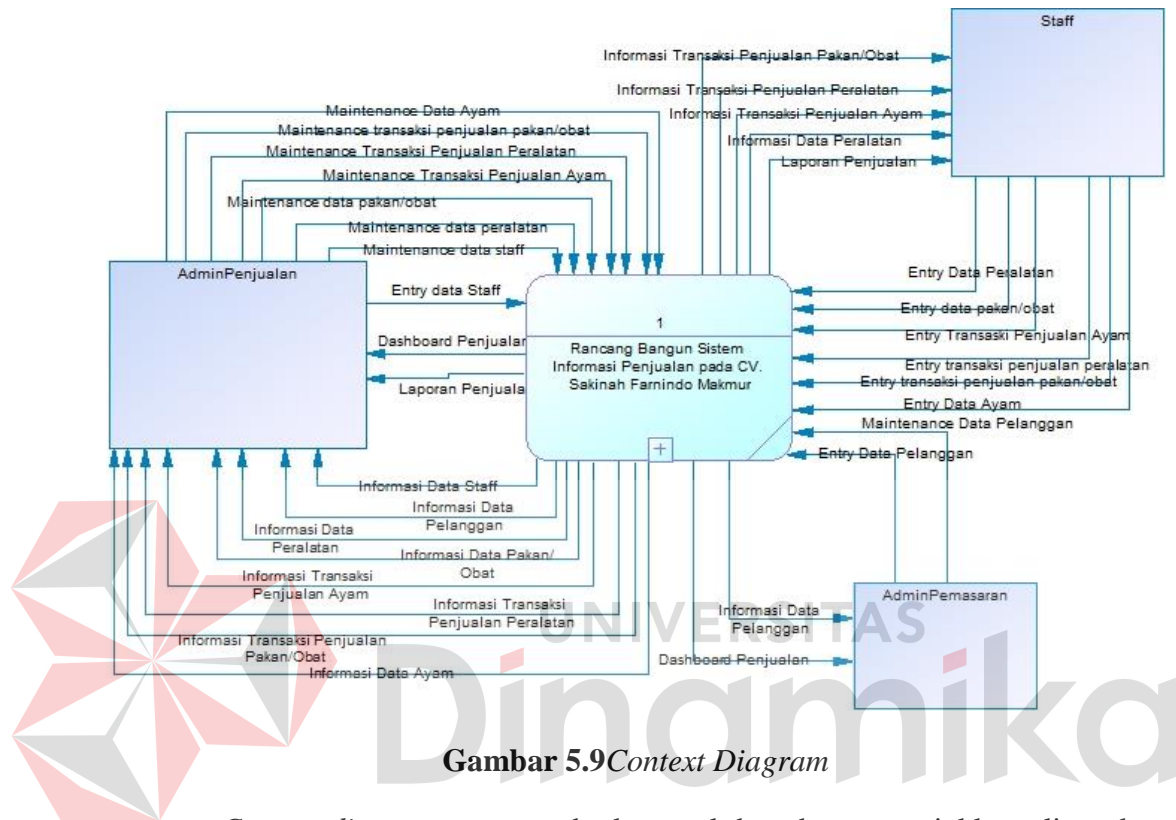 Staff
Informasi Transaksi Penjualan Pakan/Obat
Informasi Transaksi Penjualan Peralatan
Informasi Transaksi Penjualan Ayam
Informasi Data Peralatan
Laporan Penjualan
Maintenance Data Ayam
Maintenance transaksi penjualan pakan/obat
Maintenance Transaksi Penjualan Peralatan
Maintenance Transaksi Penjualan Ayam
Maintenance data pakan/obat
Maintenance data peralatan
Maintenance data staff
AdminPenjualan
Entry data Staff
Dashboard Penjualan
Laporan Penjuala
1
Rancang Bangun Sistem
Informasi Penjualan pada CV.
Sakinah Farnindo Makmur
Entry Data Peralatan
Entry data pakan/obat
Entry Transaski Penjualan Ayam
Entry transaksi penjualan peralatan
Entry transaksi penjualan pakan/obat
Entry Data Ayam
Maintenance Data Pelanggan
Entry Data Pelanggan
Informasi Data Staff
Informasi Data
Pelanggan
Informasi Data
Peralatan
Informasi Data Pakan/
Obat
Informasi Transaksi
Penjualan Ayam
Informasi Transaksi
Penjualan Peralatan
Informasi Transaksi Penjualan
Pakan/Obat
Informasi Data Ayam
AdminPemasaran
Informasi Data
Pelanggan
Dashboard Penjualan
UNIVERSITAS
Dinamika
Gambar 5.9Context Diagram